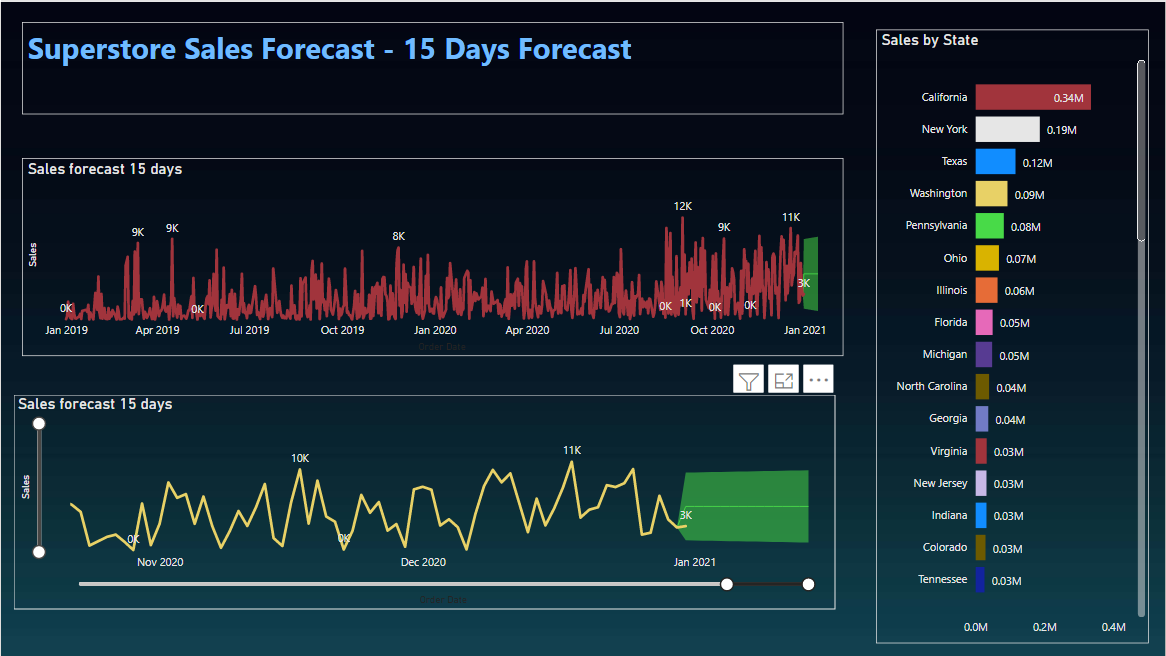 Superstore Sales Forecast - 15 Days Forecast
Sales forecast 15 days
Sales
12K
9K
9K
8K
9K
11K
3K
0K
0K
0K
1K
0K
0K
Jan 2019
Apr 2019
Jul 2019
Oct 2019
Jan 2020
Apr 2020
Jul 2020
Oct 2020
Jan 2021
Order Date
Sales forecast 15 days
Sales
10K
11K
3K
0K
0K
Nov 2020
Dec 2020
Jan 2021
Order Date
Sales by State
California 0.34M
New York 0.19M
Texas 0.12M
Washington 0.09M
Pennsylvania 0.08M
Ohio 0.07M
Illinois 0.06M
Florida 0.05M
Michigan 0.05M
North Carolina 0.04M
Georgia 0.04M
Virginia 0.03M
New Jersey 0.03M
Indiana 0.03M
Colorado 0.03M
Tennessee 0.03M
0.0M 0.2M 0.4M